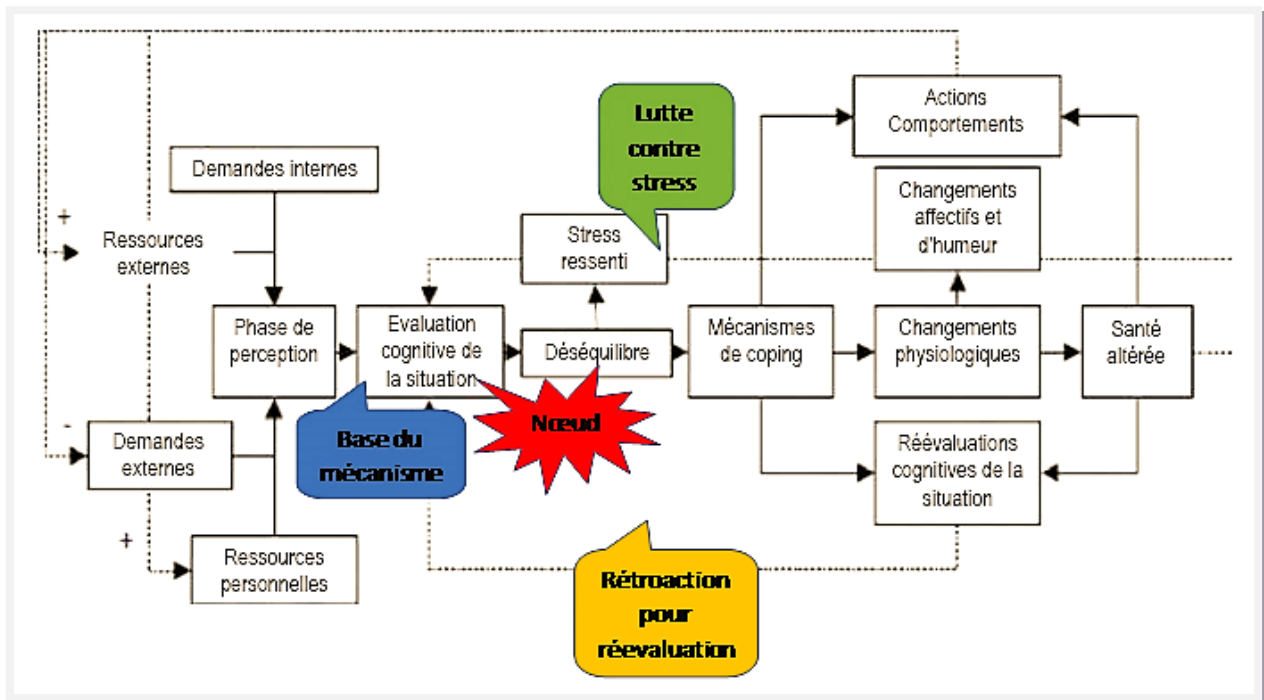 Actions
Comportements
Lutte
contre
stress
Demandes internes
Changements
affectifs et
d'humeur
+
Ressources
externes
Stress
ressenti
Phase de
perception
Evaluation
cognitive de
la situation
Déséquilibre
Mécanismes
de coping
Changements
physiologiques
Santé
altérée
Nœud
-
Demandes
externes
Base du
mécanisme
Réévaluations
cognitives de la
situation
+
Ressources
personnelles
Rétroaction
pour
réevaluation